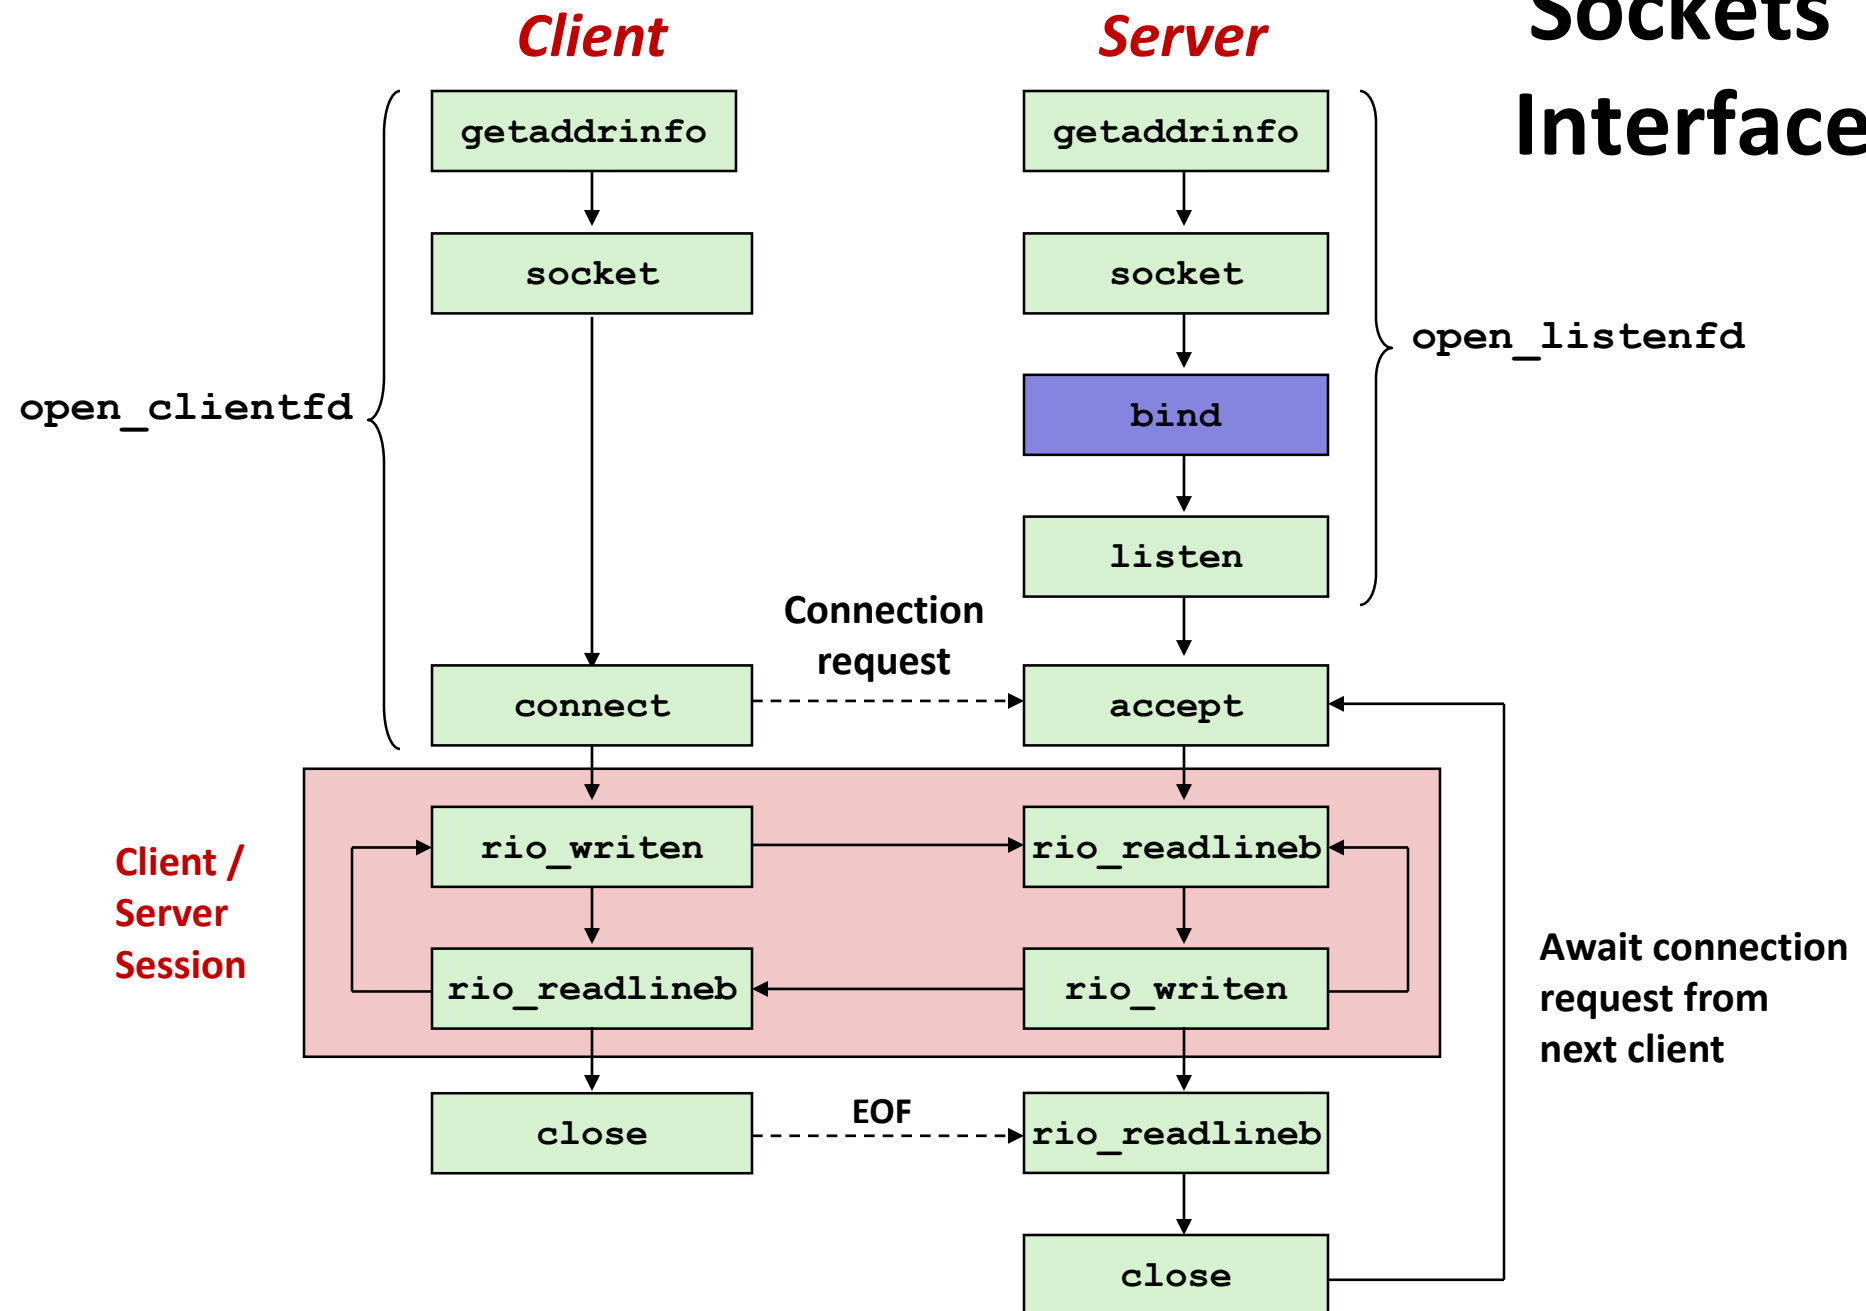 Sockets
Interface
Client
Server
getaddrinfo
getaddrinfo
socket
socket
open_listenfd
open_clientfd
bind
listen
Connection
request
connect
accept
Client /
Server
Session
rio_writen
rio_readlineb
rio_readlineb
rio_writen
Await connection
request from
next client
close
EOF
rio_readlineb
close